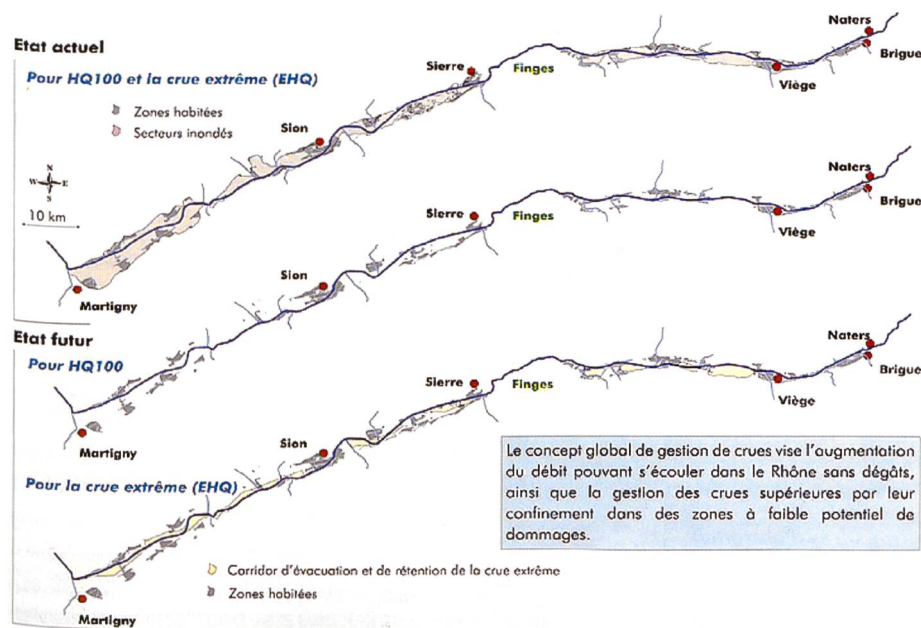 Etat actuel
Pour HQ100 et la crue extrême (EHQ)
Zones habitées
Secteurs inondés
N
W E
S
10 km
Martigny
Sion
Sierre
Finges
Viège
Naters
Brigue
Etat futur
Pour HQ100
Martigny
Sion
Sierre
Finges
Viège
Naters
Brigue
Pour la crue extrême (EHQ)
Martigny
Sion
Sierre
Finges
Viège
Naters
Brigue
Le concept global de gestion de crues vise l'augmentation
du débit pouvant s'écouler dans le Rhône sans dégâts,
ainsi que la gestion des crues supérieures par leur
confinement dans des zones à faible potentiel de
dommages.
Corridor d'évacuation et de rétention de la crue extrême
Zones habitées